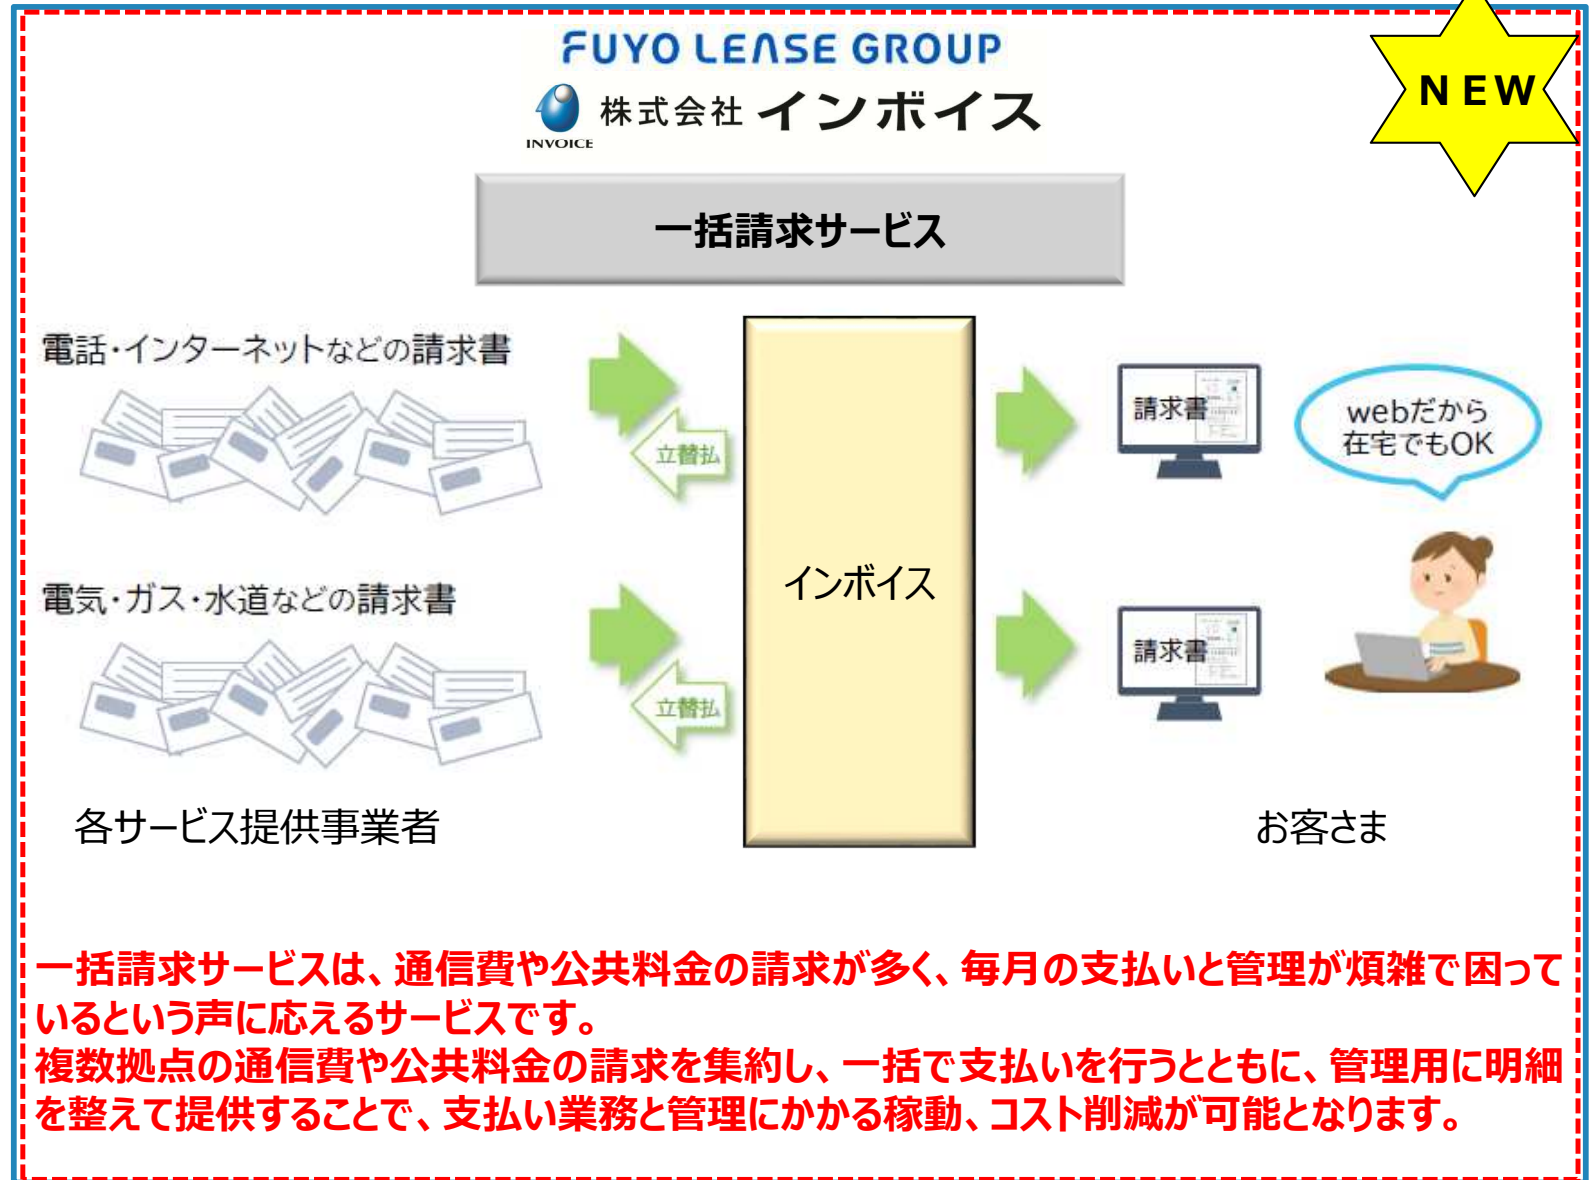 FUYO LEASE GROUP
NEW
株式会社 インボイス
INVOICE
一括請求サービス
電話・インターネットなどの請求書
立替払
請求書
webだから
在宅でもOK
インボイス
電気・ガス・水道などの請求書
立替払
請求書
各サービス提供事業者
お客さま
一括請求サービスは、通信費や公共料金の請求が多く、毎月の支払いと管理が煩雑で困って
いるという声に応えるサービスです。
複数拠点の通信費や公共料金の請求を集約し、一括で支払いを行うとともに、管理用に明細
を整えて提供することで、支払い業務と管理にかかる稼動、コスト削減が可能となります。